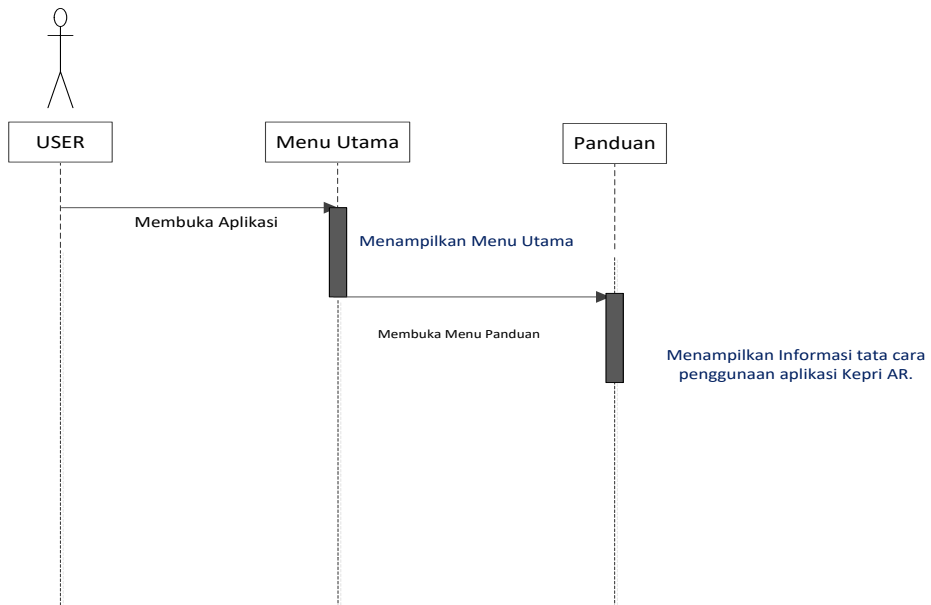 USER
Menu Utama
Panduan
Membuka Aplikasi
Menampilkan Menu Utama
Membuka Menu Panduan
Menampilkan Informasi tata cara
penggunaan aplikasi Kepri AR.